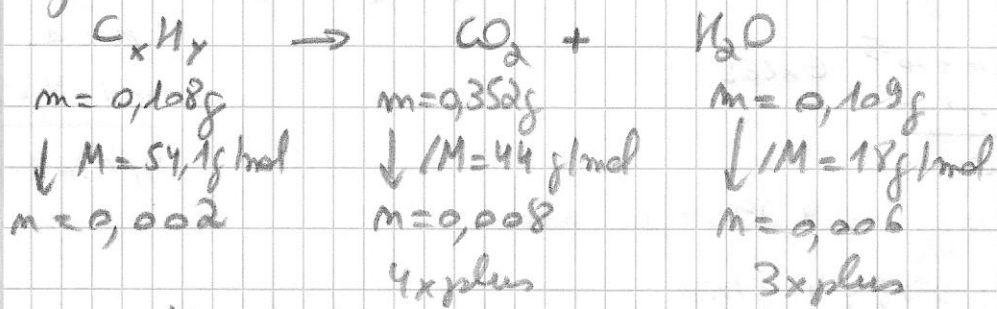 CxHy → CO2 + H2O
m = 0,108g m=0,352g m = 0,109g
↓ M = 54,1g/mol ↓ /M=44 g/mol ↓ /M = 18g/mol
n = 0,002 n=0,008 n = 0,006
4x plus 3x plus